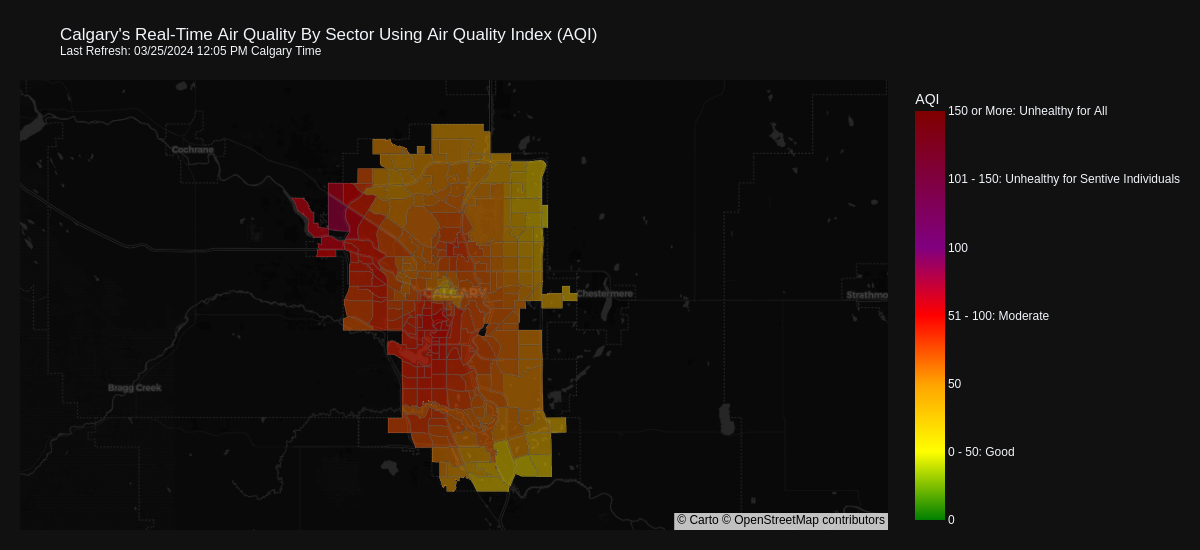 Calgary's Real-Time Air Quality By Sector Using Air Quality Index (AQI)
Last Refresh: 03/25/2024 12:05 PM Calgary Time
AQI
150 or More: Unhealthy for All
Cochrane
101 - 150: Unhealthy for Sentive Individuals
100
CALGARY
Chestermere
Strathmo
51 - 100: Moderate
Bragg Creek
50
0 - 50: Good
0
© Carto © OpenStreetMap contributors